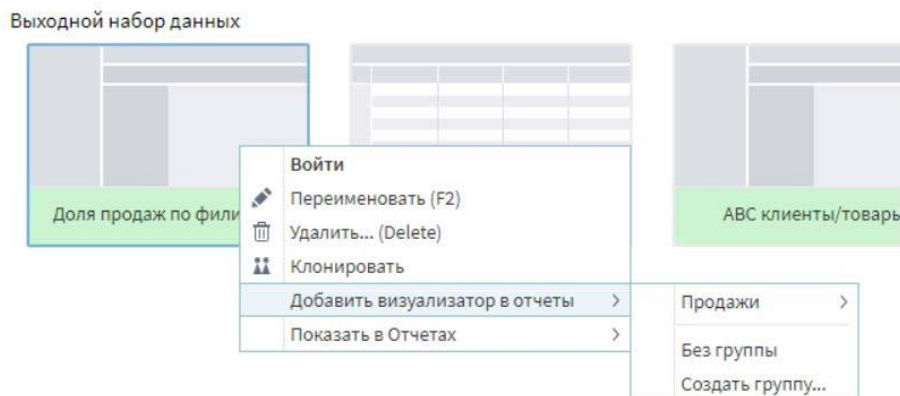 Выходной набор данных
Доля продаж по фили
ABC клиенты/товары
Войти
Переименовать (F2)
Удалить... (Delete)
Клонировать
Добавить визуализатор в отчеты
Показать в Отчетах
Продажи
Без группы
Создать группу...